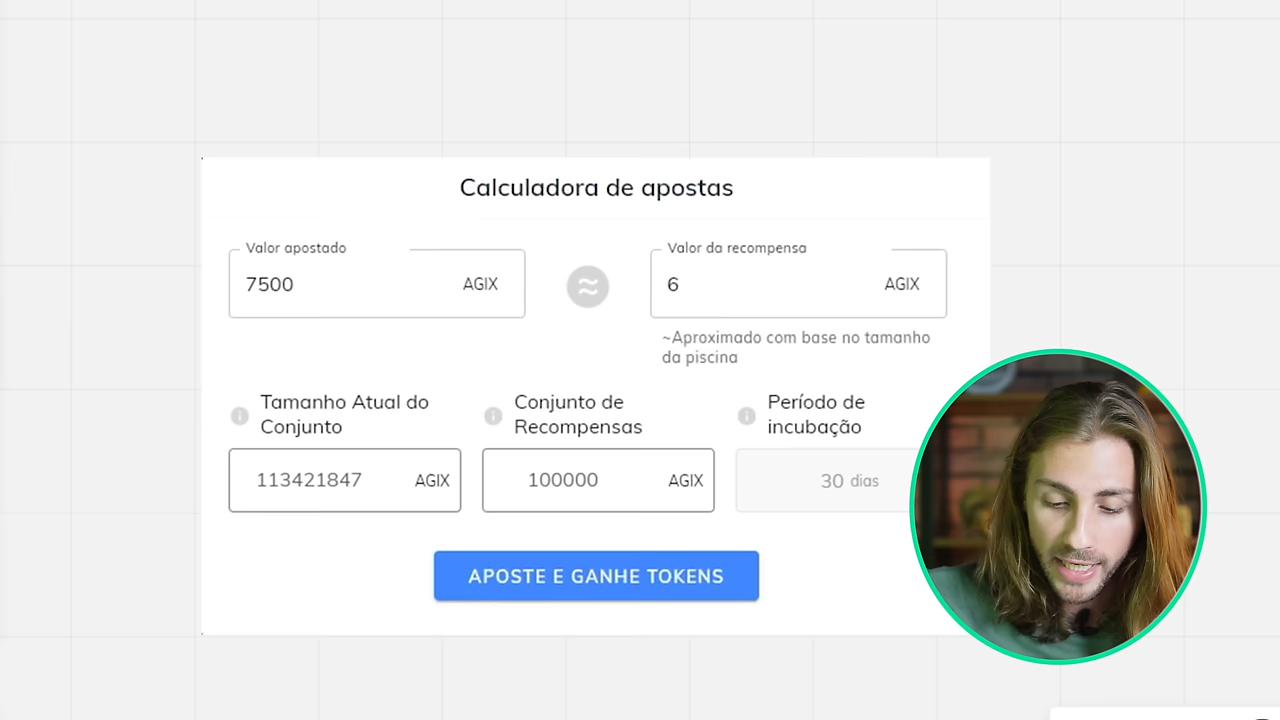 Calculadora de apostas
Valor apostado
7500 AGIX
Valor da recompensa
6 AGIX
~Aproximado com base no tamanho
da piscina
Tamanho Atual do
Conjunto
113421847 AGIX
Conjunto de
Recompensas
100000 AGIX
Período de
incubação
30 dias
APOSTE E GANHE TOKENS